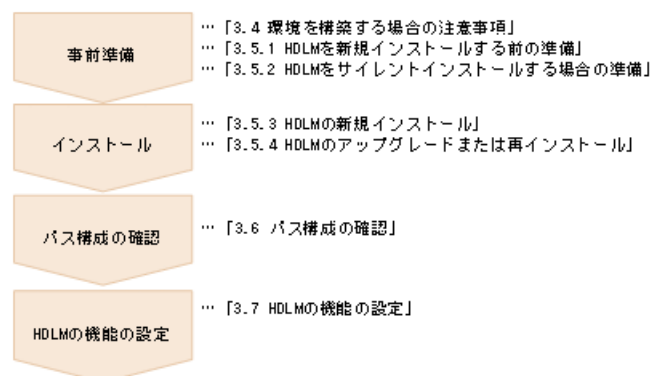 事前準備
… 「3.4 環境を構築する場合の注意事項」
… 「3.5.1 HDLMを新規インストールする前の準備」
… 「3.5.2 HDLMをサイレントインストールする場合の準備」
インストール
… 「3.5.3 HDLMの新規インストール」
… 「3.5.4 HDLMのアップグレードまたは再インストール」
パス構成の確認
… 「3.6 パス構成の確認」
HDLMの機能の設定
… 「3.7 HDLMの機能の設定」